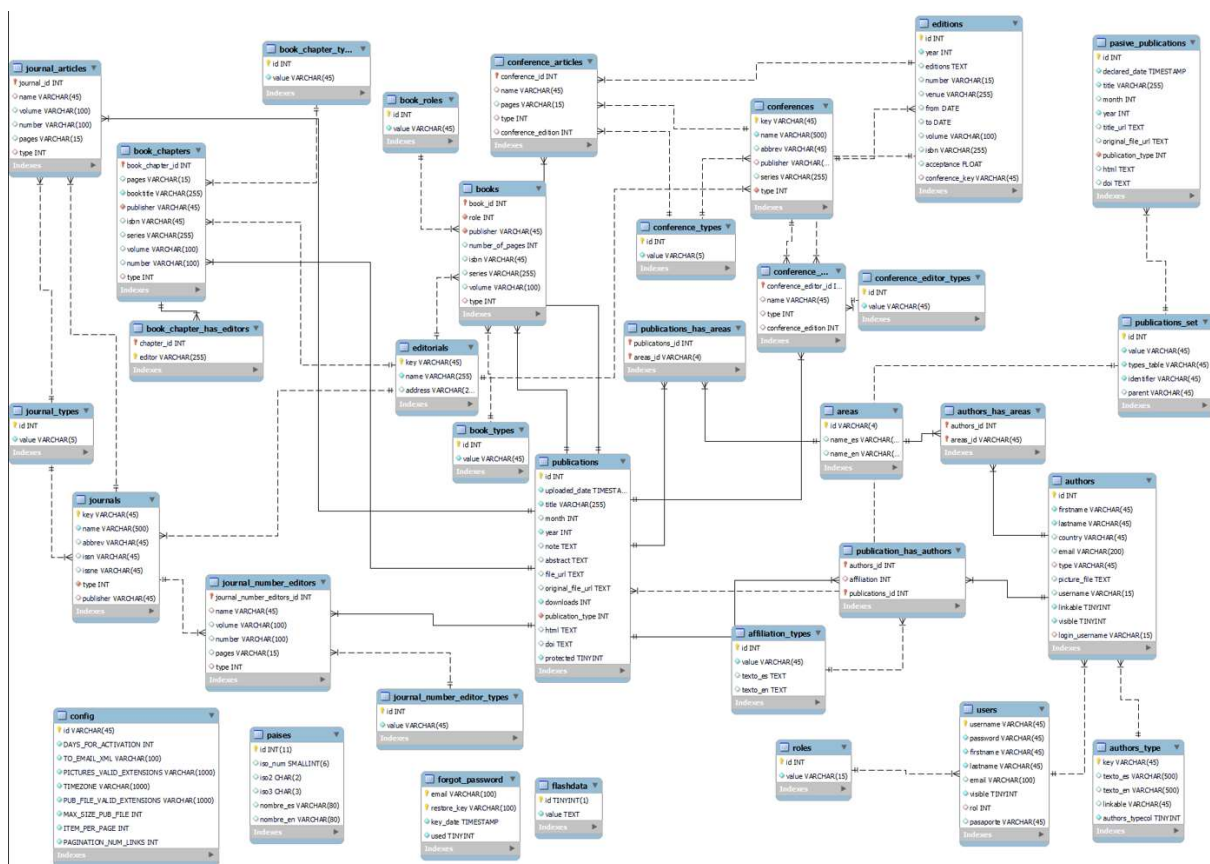 journal_articles
journal_id INT
name VARCHAR(45)
volume VARCHAR(100)
number VARCHAR(100)
pages VARCHAR(15)
type INT
Indexes
book_chapter_ty...
id INT
value VARCHAR(45)
Indexes
book_chapters
book_chapter_id INT
pages VARCHAR(15)
booktitle VARCHAR(255)
publisher VARCHAR(45)
isbn VARCHAR(45)
series VARCHAR(255)
volume VARCHAR(100)
number VARCHAR(100)
type INT
Indexes
book_roles
id INT
value VARCHAR(45)
Indexes
conference_articles
conference_id INT
name VARCHAR(45)
pages VARCHAR(15)
type INT
conference_edition INT
Indexes
books
book_id INT
role INT
publisher VARCHAR(45)
number_of_pages INT
isbn VARCHAR(45)
series VARCHAR(255)
volume VARCHAR(100)
type INT
Indexes
conferences
key VARCHAR(45)
name VARCHAR(500)
abbrev VARCHAR(45)
publisher VARCHAR(...
series VARCHAR(255)
type INT
Indexes
editions
id INT
year INT
editions TEXT
number VARCHAR(15)
venue VARCHAR(255)
from DATE
to DATE
volume VARCHAR(100)
isbn VARCHAR(255)
acceptance FLOAT
conference_key VARCHAR(45)
Indexes
pasive_publications
id INT
declared_date TIMESTAMP
title VARCHAR(255)
month INT
year INT
title_url TEXT
original_file_url TEXT
publication_type INT
html TEXT
doi TEXT
Indexes
conference_types
id INT
value VARCHAR(5)
Indexes
conference_...
conference_editor_id I...
name VARCHAR(45)
type INT
conference_edition INT
Indexes
conference_editor_types
id INT
value VARCHAR(45)
Indexes
book_chapter_has_editors
chapter_id INT
editor VARCHAR(255)
Indexes
editorials
key VARCHAR(45)
name VARCHAR(255)
address VARCHAR(2...
Indexes
publications_has_areas
publications_id INT
areas_id VARCHAR(4)
Indexes
publications_set
id INT
value VARCHAR(45)
types_table VARCHAR(45)
identifier VARCHAR(45)
parent VARCHAR(45)
Indexes
journal_types
id INT
value VARCHAR(5)
Indexes
book_types
id INT
value VARCHAR(45)
Indexes
areas
id VARCHAR(4)
name_es VARCHAR(...
name_en VARCHAR(...
Indexes
authors_has_areas
authors_id INT
areas_id VARCHAR(45)
Indexes
publications
id INT
uploaded_date TIMESTA...
title VARCHAR(255)
month INT
year INT
note TEXT
abstract TEXT
file_url TEXT
original_file_url TEXT
downloads INT
publication_type INT
html TEXT
doi TEXT
protected TINYINT
Indexes
authors
id INT
firstname VARCHAR(45)
lastname VARCHAR(45)
country VARCHAR(45)
email VARCHAR(200)
type VARCHAR(45)
picture_file TEXT
username VARCHAR(15)
linkable TINYINT
visible TINYINT
login_username VARCHAR(15)
Indexes
journals
key VARCHAR(45)
name VARCHAR(500)
abbrev VARCHAR(45)
issn VARCHAR(45)
issne VARCHAR(45)
type INT
publisher VARCHAR(45)
Indexes
publication_has_authors
authors_id INT
affiliation INT
publications_id INT
Indexes
journal_number_editors
journal_number_editors_id INT
name VARCHAR(45)
volume VARCHAR(100)
number VARCHAR(100)
pages VARCHAR(15)
type INT
Indexes
affiliation_types
id INT
value VARCHAR(45)
texto_es TEXT
texto_en TEXT
Indexes
journal_number_editor_types
id INT
value VARCHAR(45)
Indexes
config
id VARCHAR(45)
DAYS_FOR_ACTIVATION INT
TO_EMAIL_XML VARCHAR(100)
PICTURES_VALID_EXTENSIONS VARCHAR(1000)
TIMEZONE VARCHAR(1000)
PUB_FILE_VALID_EXTENSIONS VARCHAR(1000)
MAX_SIZE_PUB_FILE INT
ITEM_PER_PAGE INT
PAGINATION_NUM_LINKS INT
Indexes
paises
id INT(11)
iso_num SMALLINT(6)
iso2 CHAR(2)
iso3 CHAR(3)
nombre_es VARCHAR(80)
nombre_en VARCHAR(80)
Indexes
forgot_password
email VARCHAR(100)
restore_key VARCHAR(100)
key_date TIMESTAMP
used TINYINT
Indexes
flashdata
id TINYINT(1)
value TEXT
Indexes
roles
id INT
value VARCHAR(15)
Indexes
users
username VARCHAR(45)
password VARCHAR(45)
firstname VARCHAR(45)
lastname VARCHAR(45)
email VARCHAR(100)
visible TINYINT
rol INT
pasaporte VARCHAR(45)
Indexes
authors_type
key VARCHAR(45)
texto_es VARCHAR(500)
texto_en VARCHAR(500)
linkable VARCHAR(45)
authors_typecol TINYINT
Indexes